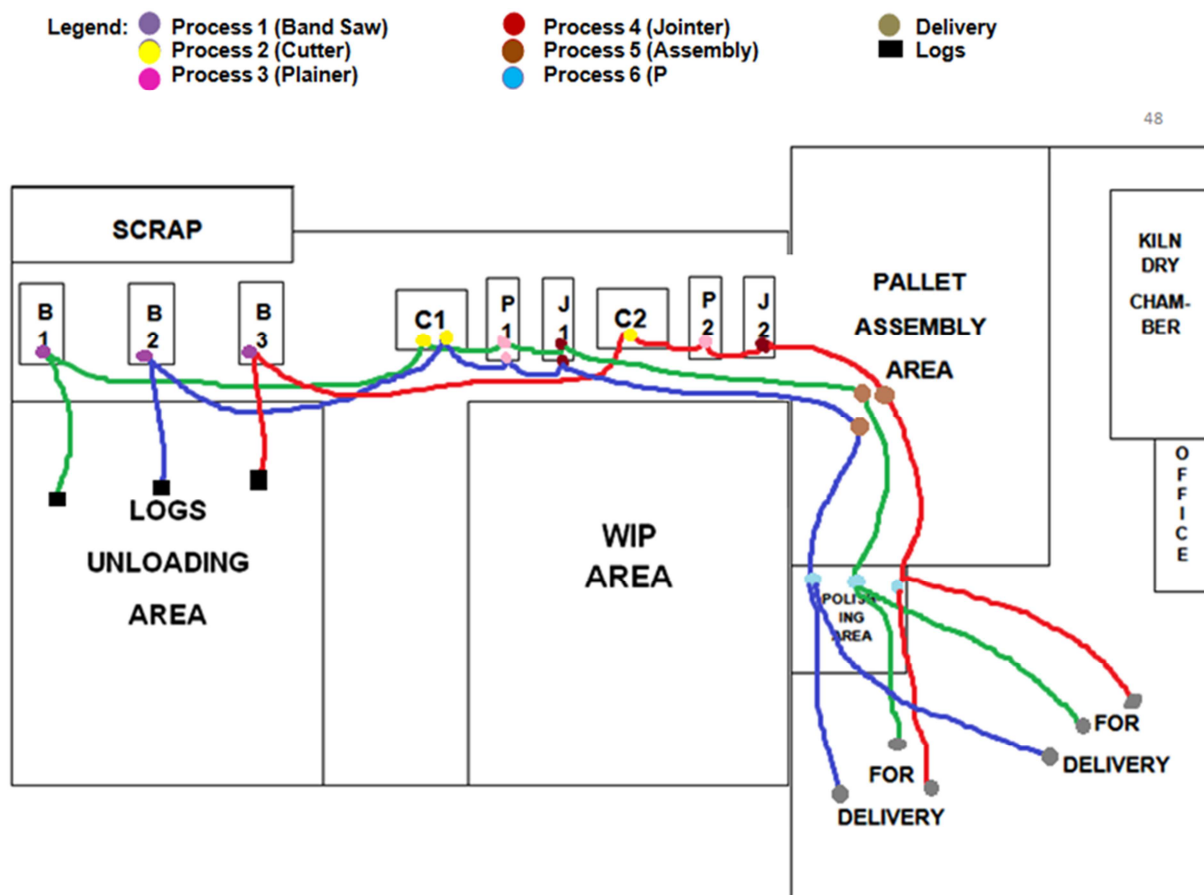 Legend:
Process 1 (Band Saw)
Process 2 (Cutter)
Process 3 (Plainer)
Process 4 (Jointer)
Process 5 (Assembly)
Process 6 (P
Delivery
Logs
48
SCRAP
B
1
B
2
B
3
C1
P
1
J
1
C2
P
2
J
2
PALLET
ASSEMBLY
AREA
KILN
DRY
CHAM-
BER
O
F
F
I
C
E
LOGS
UNLOADING
AREA
WIP
AREA
POLISH-
ING
AREA
FOR
DELIVERY
FOR
DELIVERY